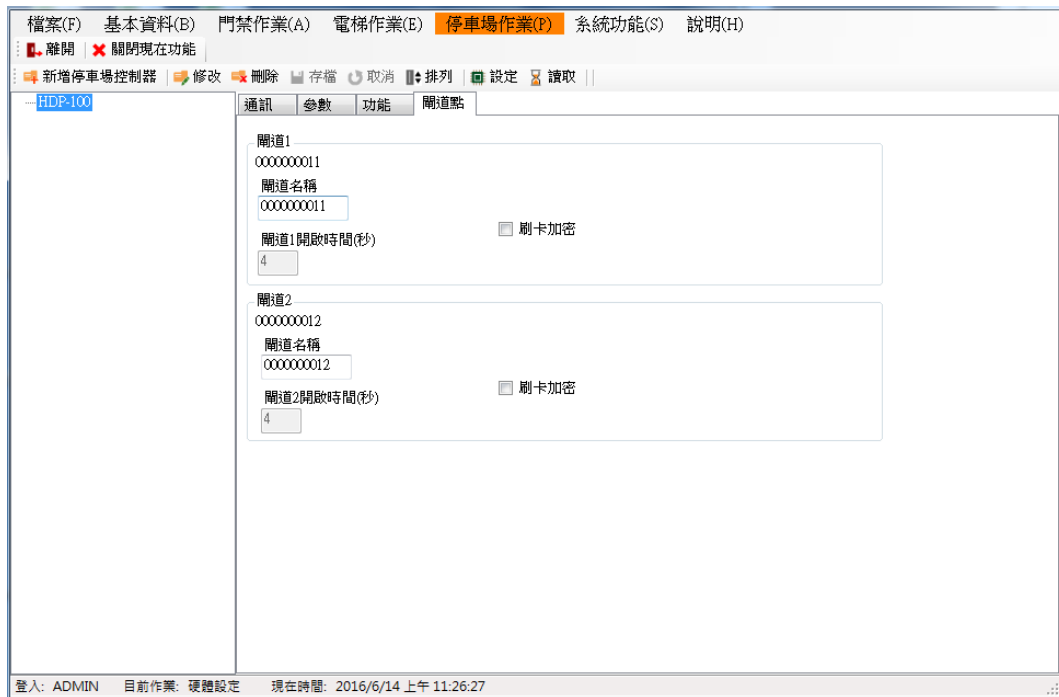 檔案(F) 基本資料(B) 門禁作業(A) 電梯作業(E) 停車場作業(P) 系統功能(S) 說明(H)
離開 關閉現在功能
新增停車場控制器 修改 刪除 存檔 取消 排列 設定 讀取
HDP-100
通訊 參數 功能 閘道點
閘道1
0000000011
閘道名稱
0000000011
刷卡加密
閘道1開啟時間(秒)
4
閘道2
0000000012
閘道名稱
0000000012
刷卡加密
閘道2開啟時間(秒)
4
登入: ADMIN 目前作業: 硬體設定 現在時間: 2016/6/14 上午 11:26:27